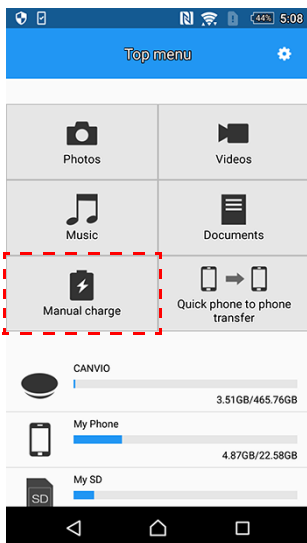 44% 5:08
Top menu
Photos
Videos
Music
Documents
Manual charge
Quick phone to phone
transfer
CANVIO
3.51GB/465.76GB
My Phone
4.87GB/22.58GB
My SD
SD